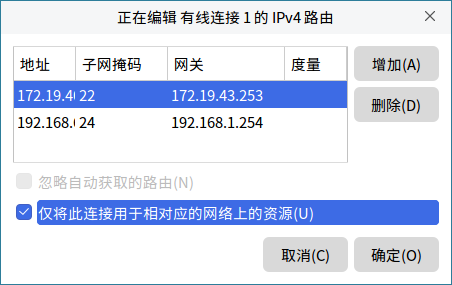 正在编辑 有线连接 1 的 IPv4 路由
地址 子网掩码 网关 度量 增加(A)
172.19.4 22 172.19.43.253
删除(D)
192.168. 24 192.168.1.254
忽略自动获取的路由(N)
仅将此连接用于相对应的网络上的资源(U)
取消(C) 确定(O)